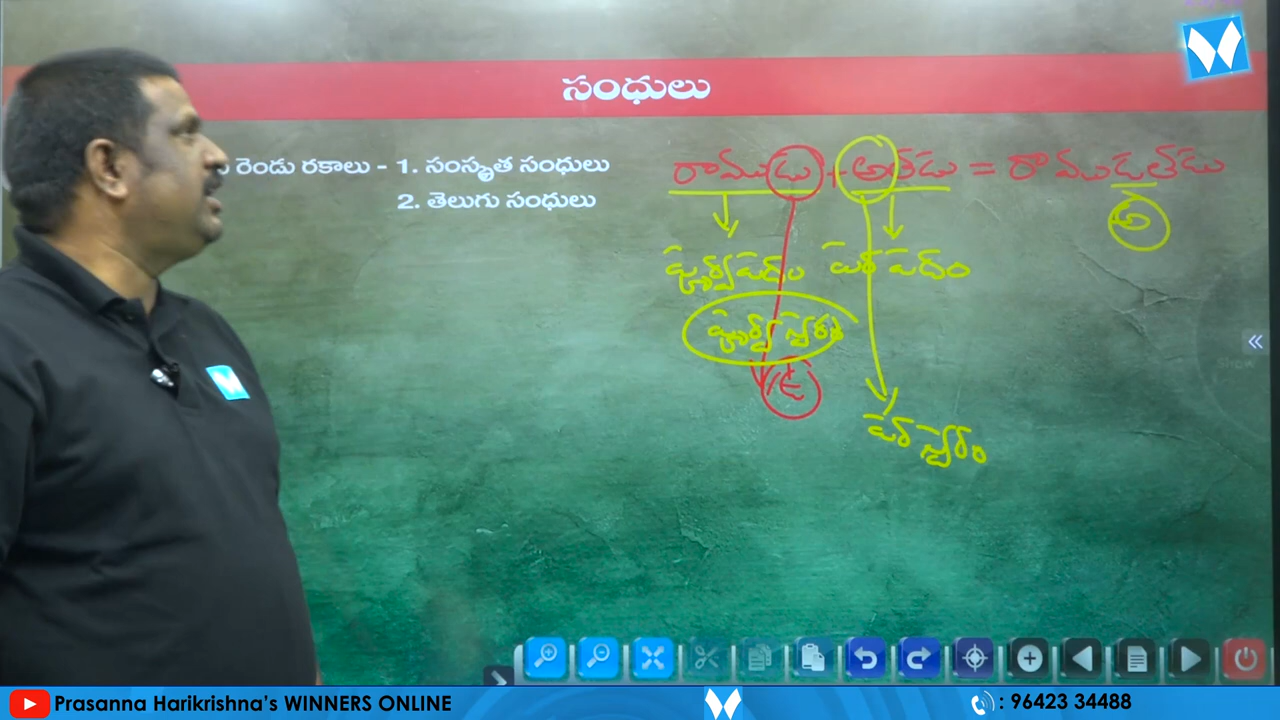 సంధులు
రెండు రకాలు - 1. సంస్కృత సంధులు
2. తెలుగు సంధులు
రాముడు + అతడు = రాముడతడు
అ
పూర్వపదం పరపదం
పూర్వ స్వరం
ఉ
పర స్వరం
Prasanna Harikrishna's WINNERS ONLINE
: 96423 34488